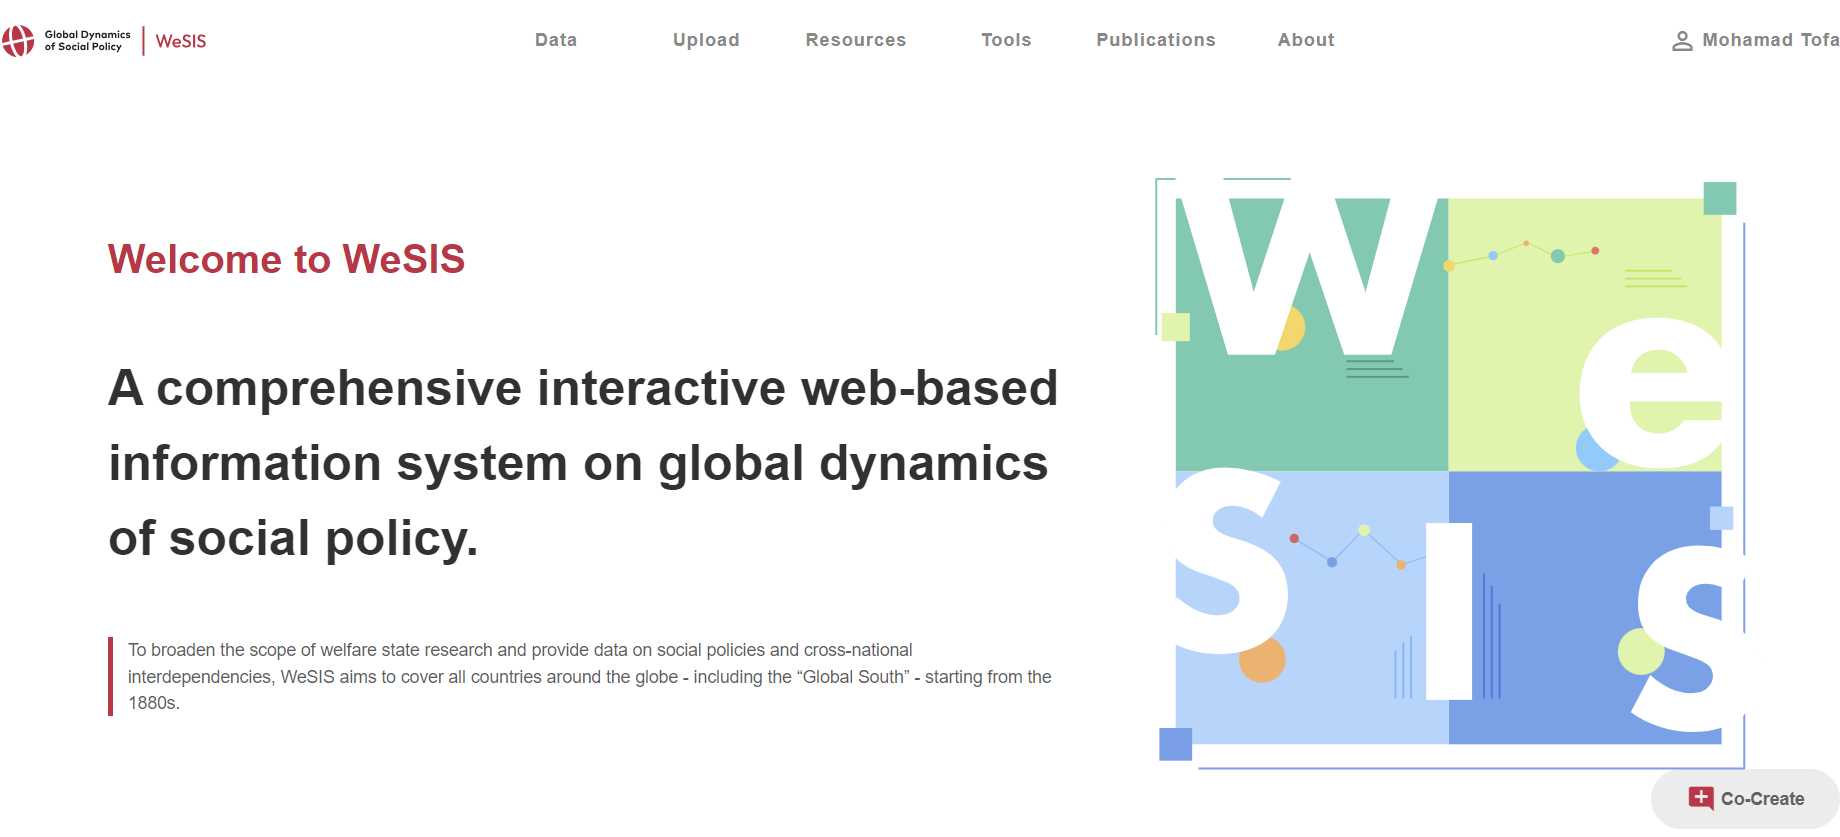 Global Dynamics
of Social Policy
WeSIS
Data
Upload
Resources
Tools
Publications
About
Mohamad Tofa
Welcome to WeSIS
A comprehensive interactive web-based
information system on global dynamics
of social policy.
To broaden the scope of welfare state research and provide data on social policies and cross-national
interdependencies, WeSIS aims to cover all countries around the globe - including the “Global South” - starting from the
1880s.
We
SIS
Co-Create